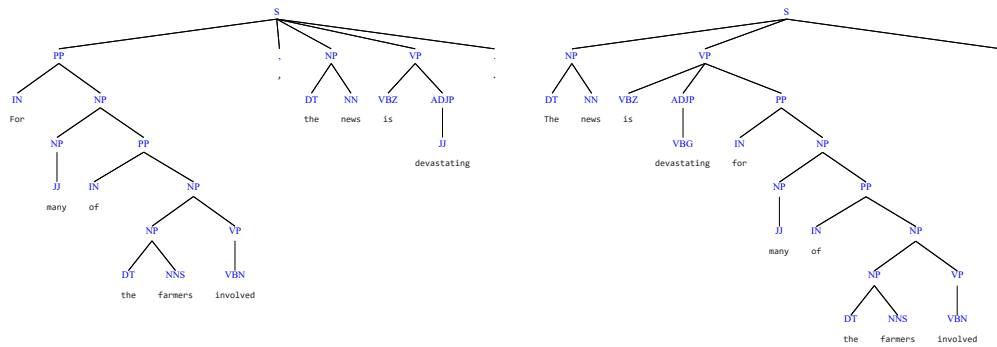 S S
PP , NP VP . NP VP
, .
IN NP DT NN VBZ ADJP DT NN VBZ ADJP PP
For the news is The news is
NP PP JJ VBG IN NP
devastating devastating for
JJ IN NP NP PP
many of
NP VP JJ IN NP
many of
DT NNS VBN NP VP
the farmers involved
DT NNS VBN
the farmers involved